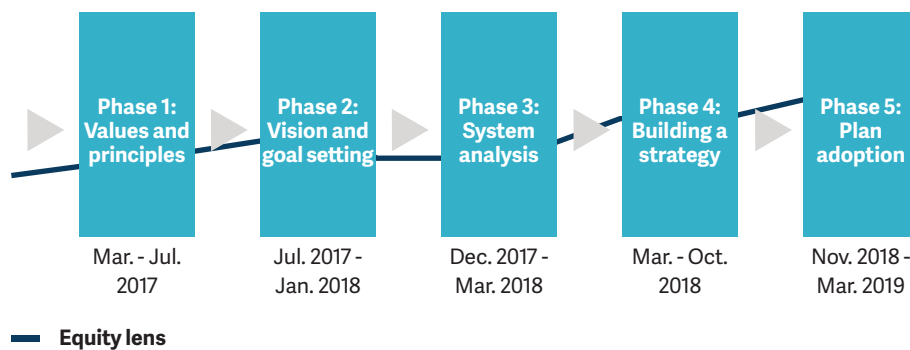 Phase 1:
Values and
principles
Phase 2:
Vision and
goal setting
Phase 3:
System
analysis
Phase 4:
Building a
strategy
Phase 5:
Plan
adoption
Mar. - Jul.
2017
Jul. 2017 -
Jan. 2018
Dec. 2017 -
Mar. 2018
Mar. - Oct.
2018
Nov. 2018 -
Mar. 2019
Equity lens